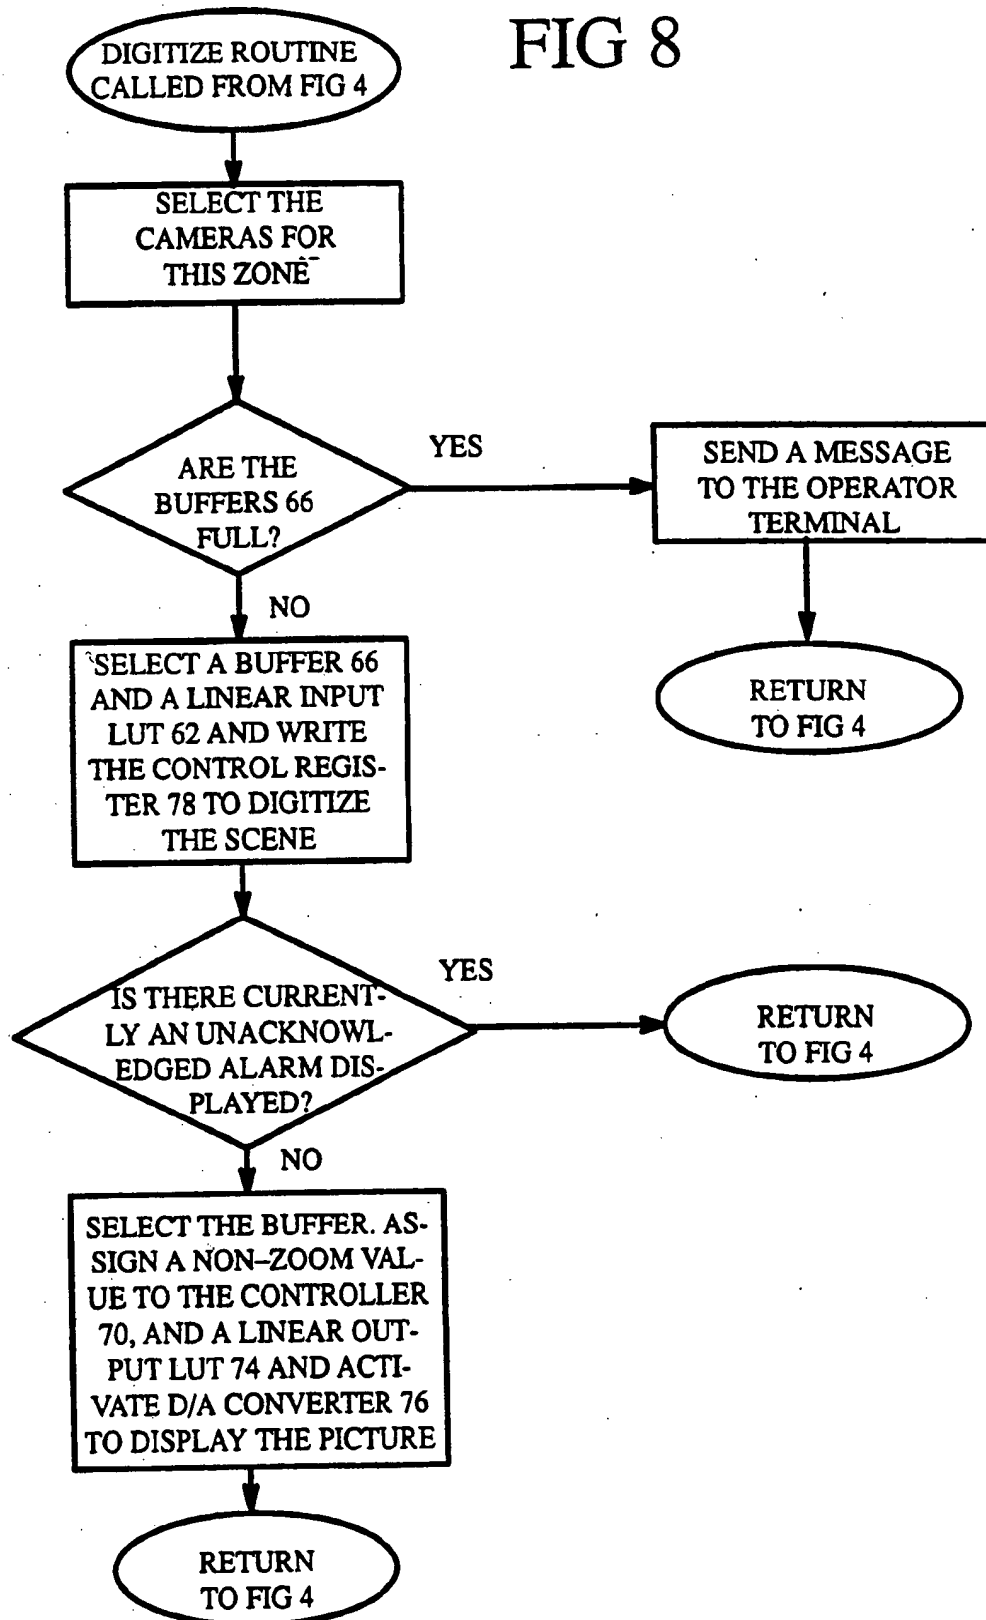 FIG 8
DIGITIZE ROUTINE
CALLED FROM FIG 4
SELECT THE
CAMERAS FOR
THIS ZONE
ARE THE
BUFFERS 66
FULL?
YES
SEND A MESSAGE
TO THE OPERATOR
TERMINAL
RETURN
TO FIG 4
NO
SELECT A BUFFER 66
AND A LINEAR INPUT
LUT 62 AND WRITE
THE CONTROL REGIS-
TER 78 TO DIGITIZE
THE SCENE
IS THERE CURRENT-
LY AN UNACKNOWL-
EDGED ALARM DIS-
PLAYED?
YES
RETURN
TO FIG 4
NO
SELECT THE BUFFER. AS-
SIGN A NON-ZOOM VAL-
UE TO THE CONTROLLER
70, AND A LINEAR OUT-
PUT LUT 74 AND ACTI-
VATE D/A CONVERTER 76
TO DISPLAY THE PICTURE
RETURN
TO FIG 4